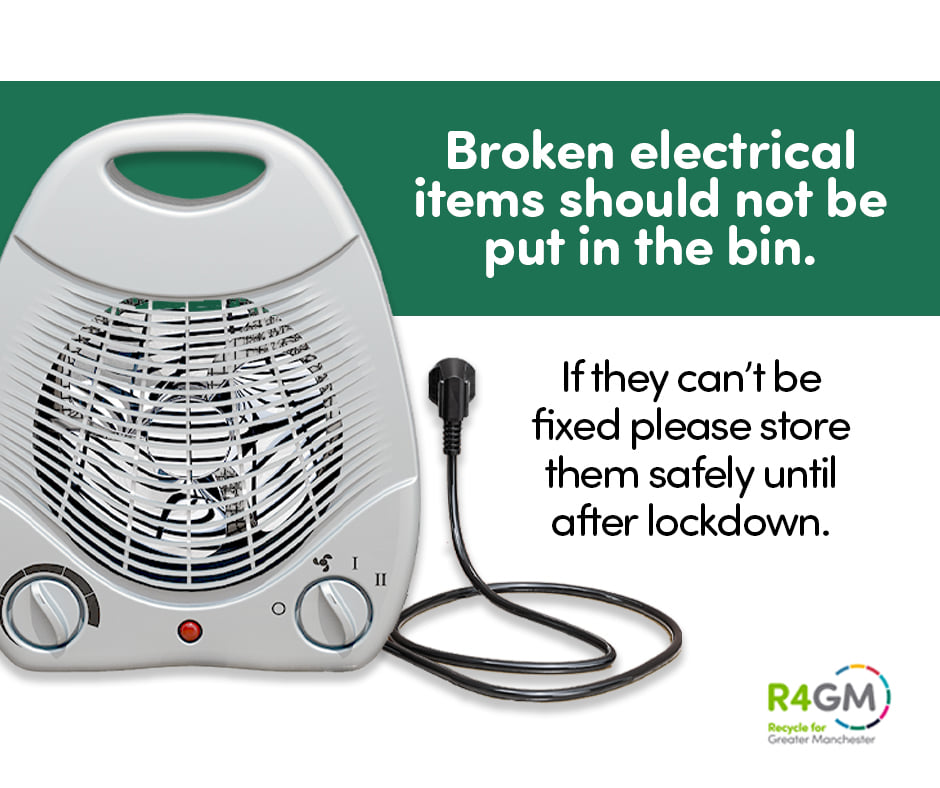 Broken electrical
items should not be
put in the bin.
If they can't be
fixed please store
them safely until
after lockdown.
I
II
R4GM
Recycle for
Greater Manchester